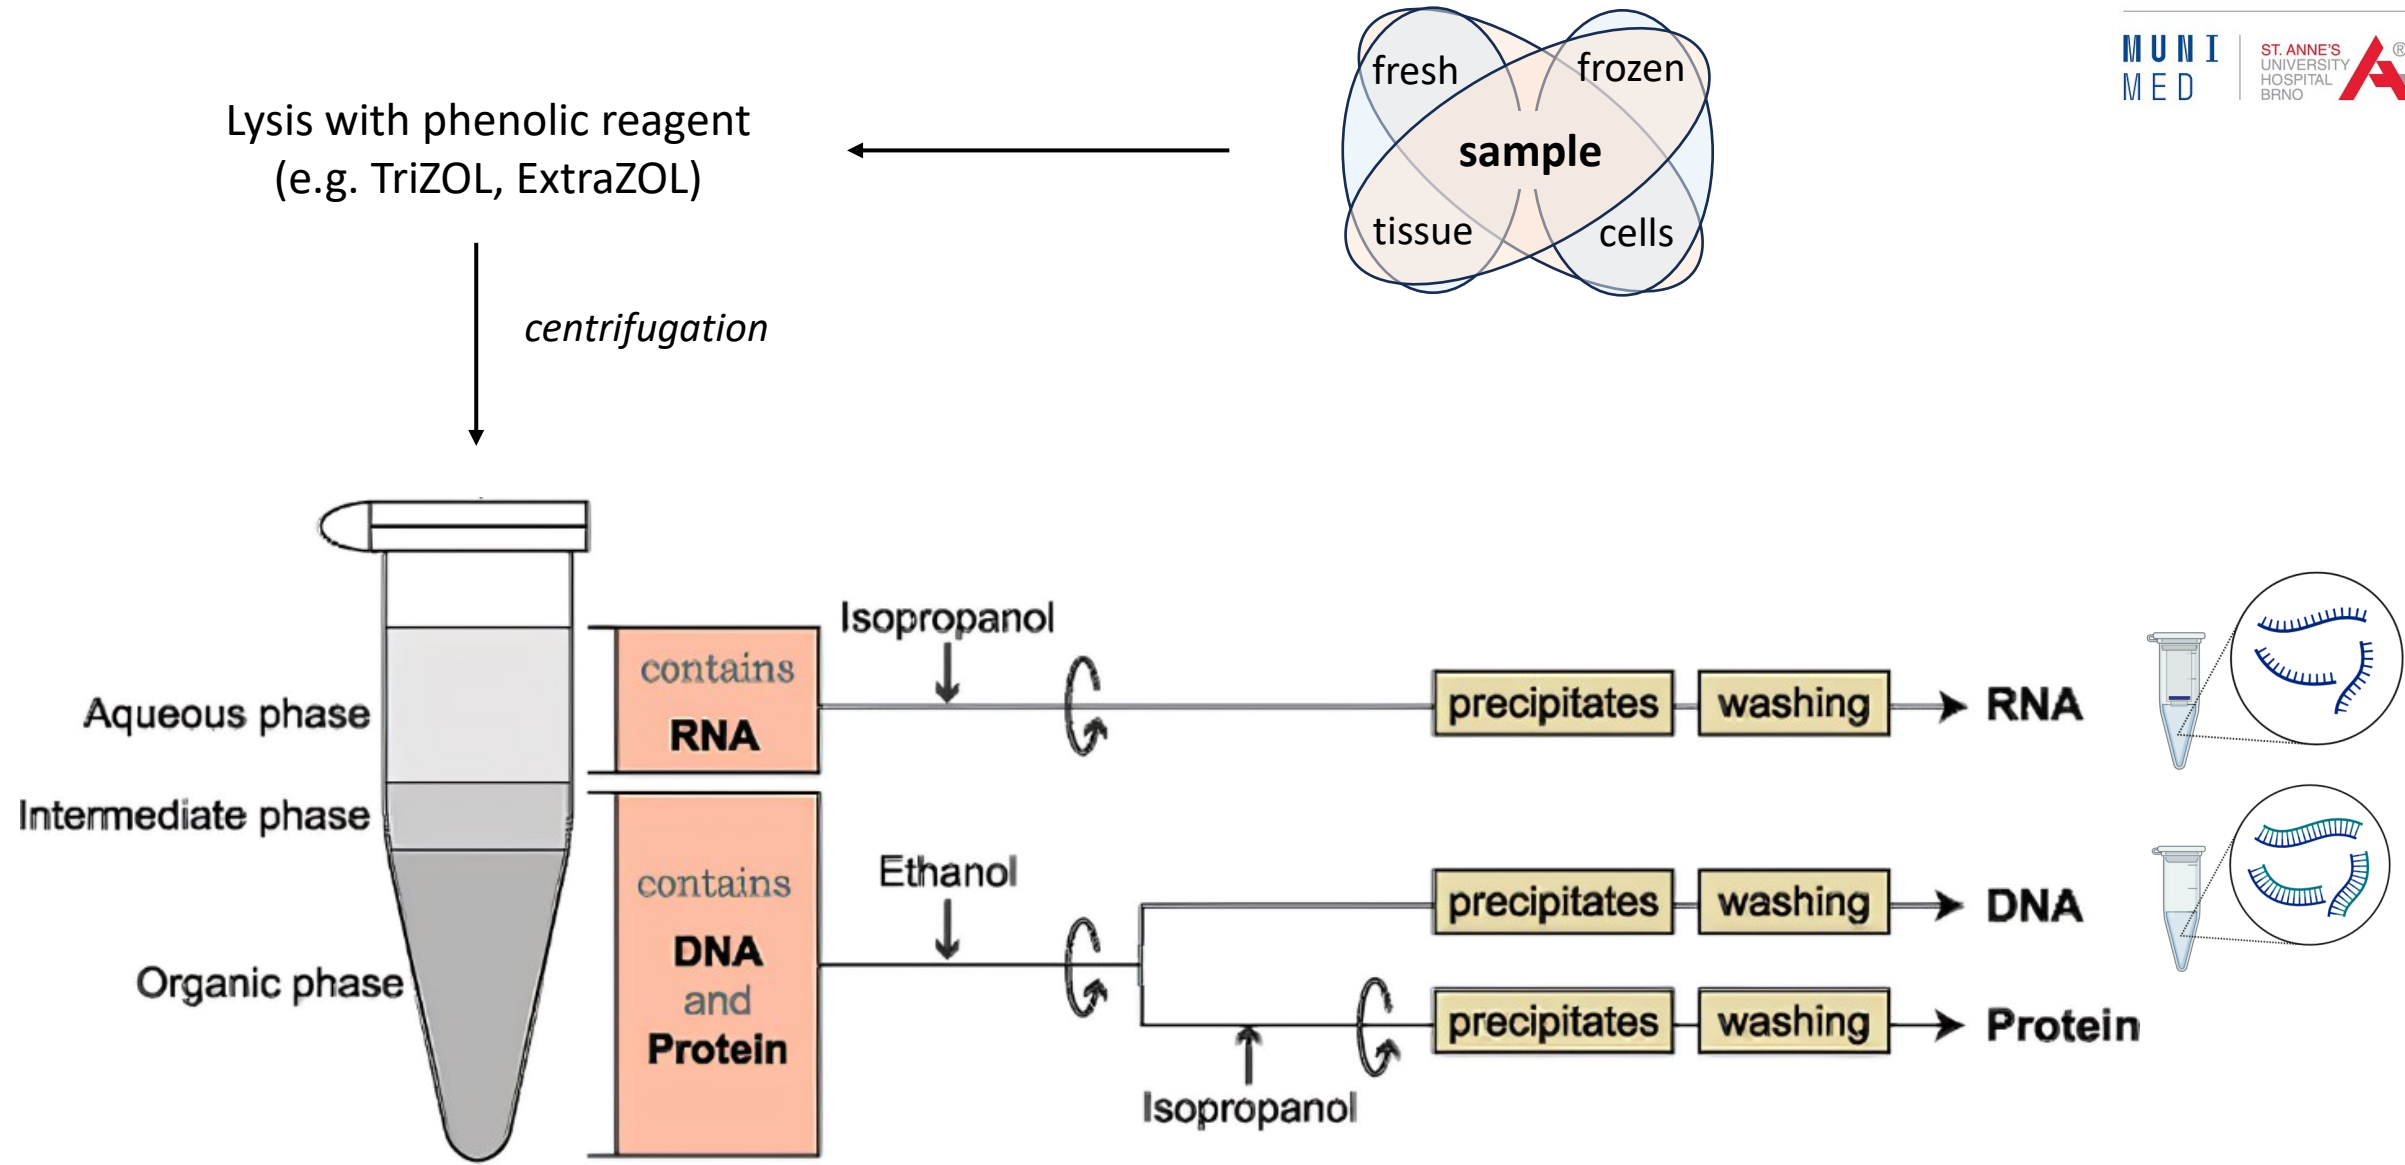 MUNI
MED
ST. ANNE'S
UNIVERSITY
HOSPITAL
BRNO
®
fresh
frozen
sample
tissue
cells
Lysis with phenolic reagent
(e.g. TriZOL, ExtraZOL)
centrifugation
Aqueous phase
Intermediate phase
Organic phase
contains
RNA
Isopropanol
precipitates
washing
RNA
contains
DNA
and
Protein
Ethanol
precipitates
washing
DNA
Isopropanol
precipitates
washing
Protein